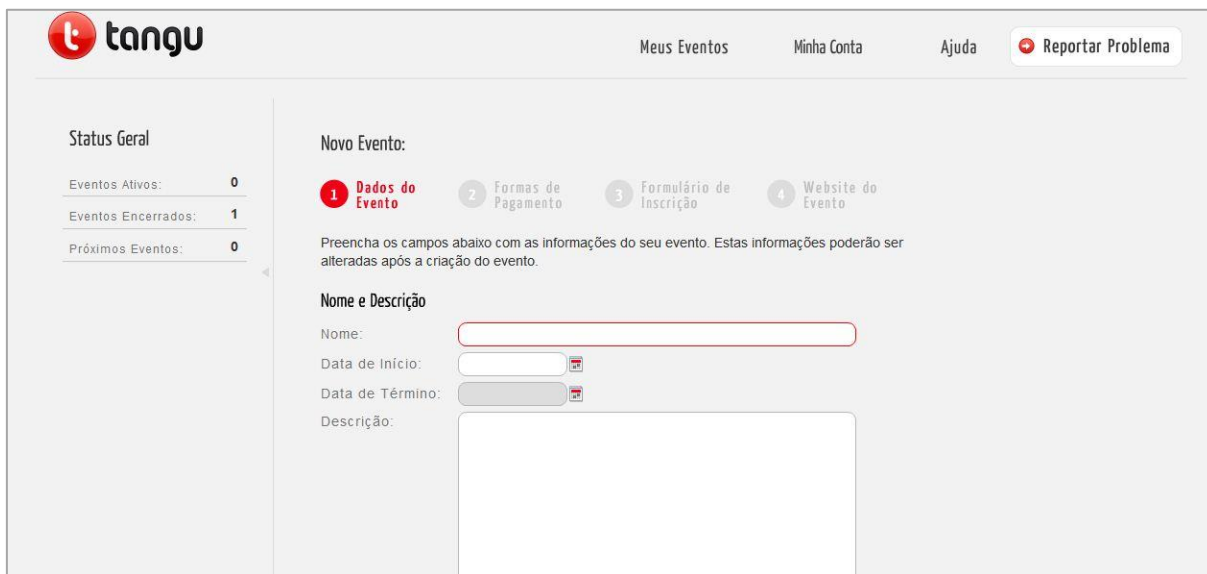 t tangu
Meus Eventos Minha Conta Ajuda Reportar Problema
Status Geral
Eventos Ativos: 0
Eventos Encerrados: 1
Próximos Eventos: 0
Novo Evento:
1 Dados do
Evento
2 Formas de
Pagamento
3 Formulário de
Inscrição
4 Website do
Evento
Preencha os campos abaixo com as informações do seu evento. Estas informações poderão ser
alteradas após a criação do evento.
Nome e Descrição
Nome:
Data de Início:
Data de Término:
Descrição: